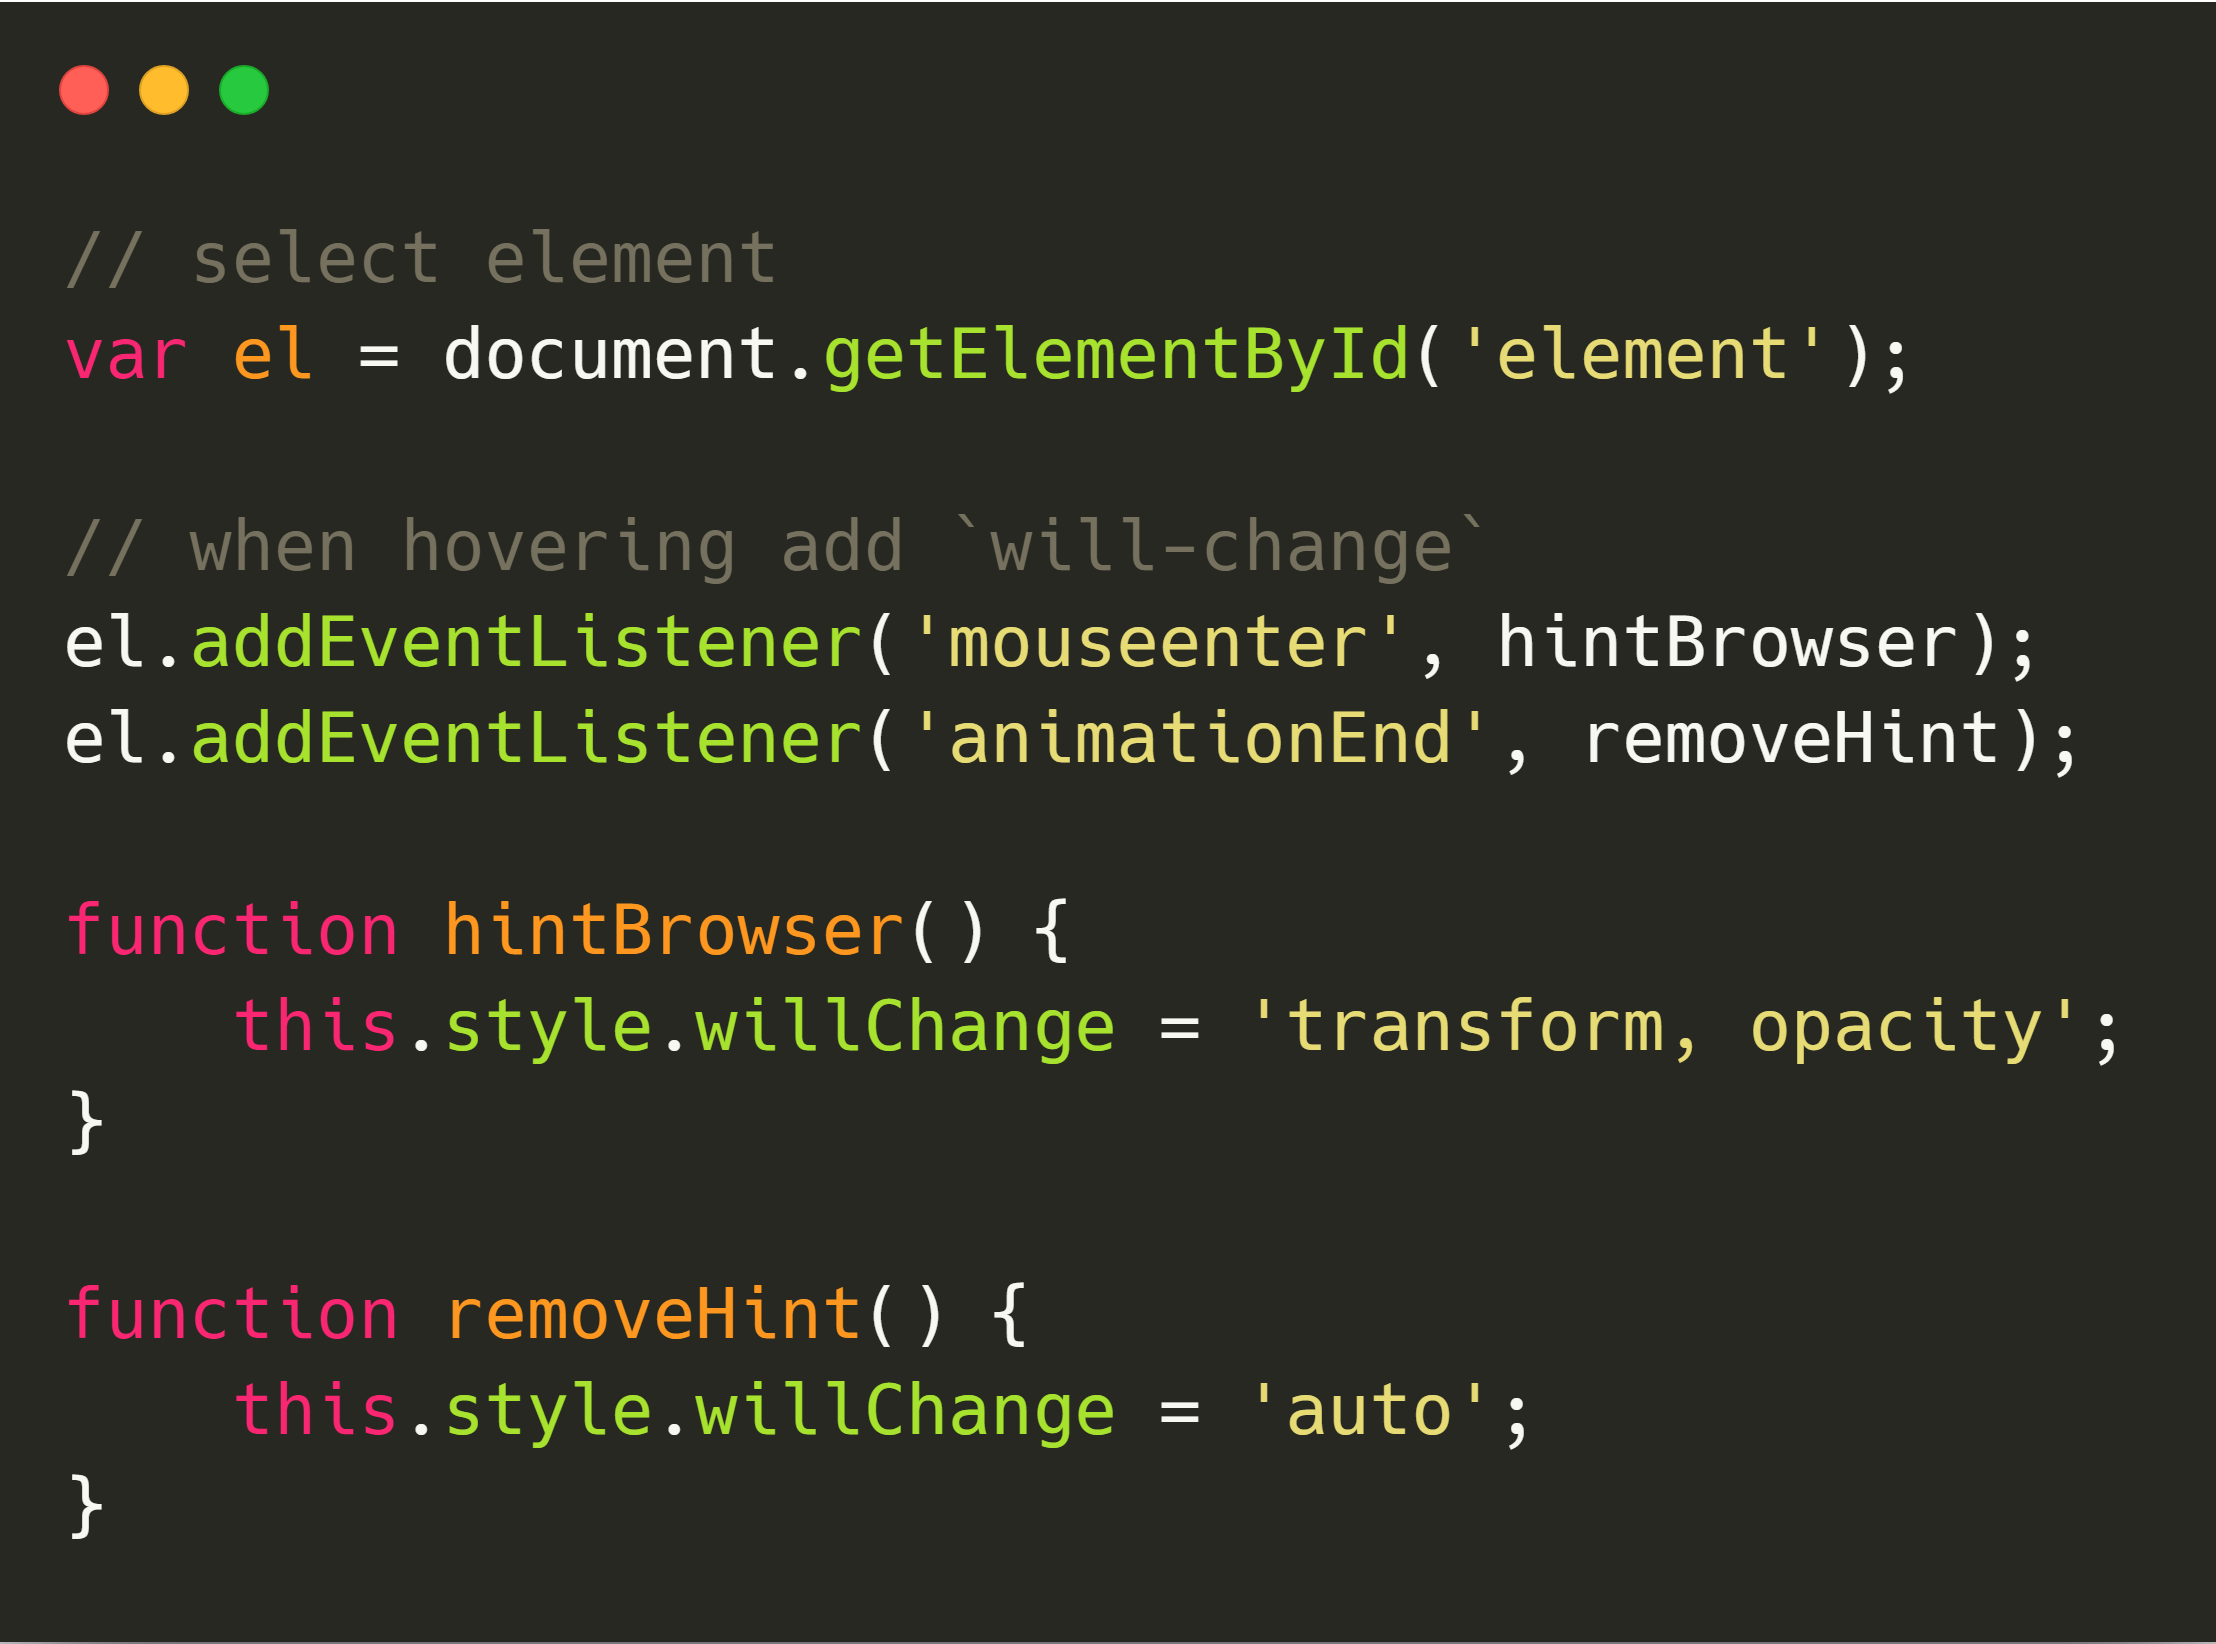 // select element
var el = document.getElementById('element');
// when hovering add `will-change`
el.addEventListener('mouseenter', hintBrowser);
el.addEventListener('animationEnd', removeHint);
function hintBrowser() {
    this.style.willChange = 'transform, opacity';
}
function removeHint() {
    this.style.willChange = 'auto';
}